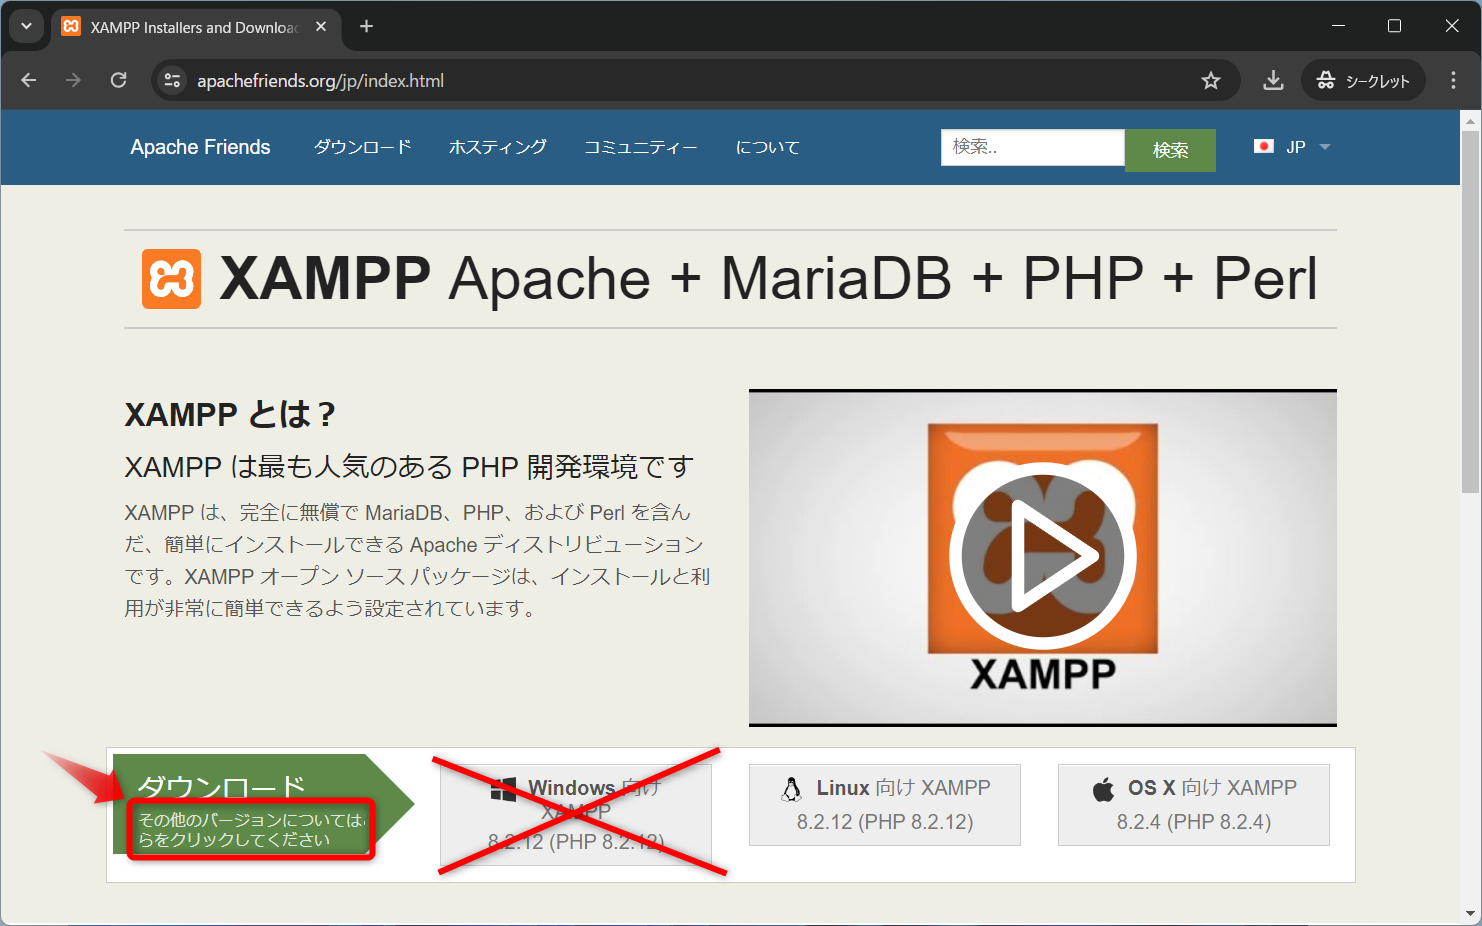 XAMPP Installers and Downloa
apachefriends.org/jp/index.html
シークレット
Apache Friends
ダウンロード
ホスティング
コミュニティー
について
検索..
検索
JP
XAMPP Apache + MariaDB + PHP + Perl
XAMPP とは？
XAMPP は最も人気のある PHP 開発環境です
XAMPP は、完全に無償で MariaDB、PHP、および Perl を含ん
だ、簡単にインストールできる Apache ディストリビューション
です。XAMPP オープン ソース パッケージは、インストールと利
用が非常に簡単できるよう設定されています。
XAMPP
ダウンロード
その他のバージョンについては
らをクリックしてください
Windows 向け
XAMPP
8.2.12 (PHP 8.2.12)
Linux 向け XAMPP
8.2.12 (PHP 8.2.12)
OS X 向け XAMPP
8.2.4 (PHP 8.2.4)